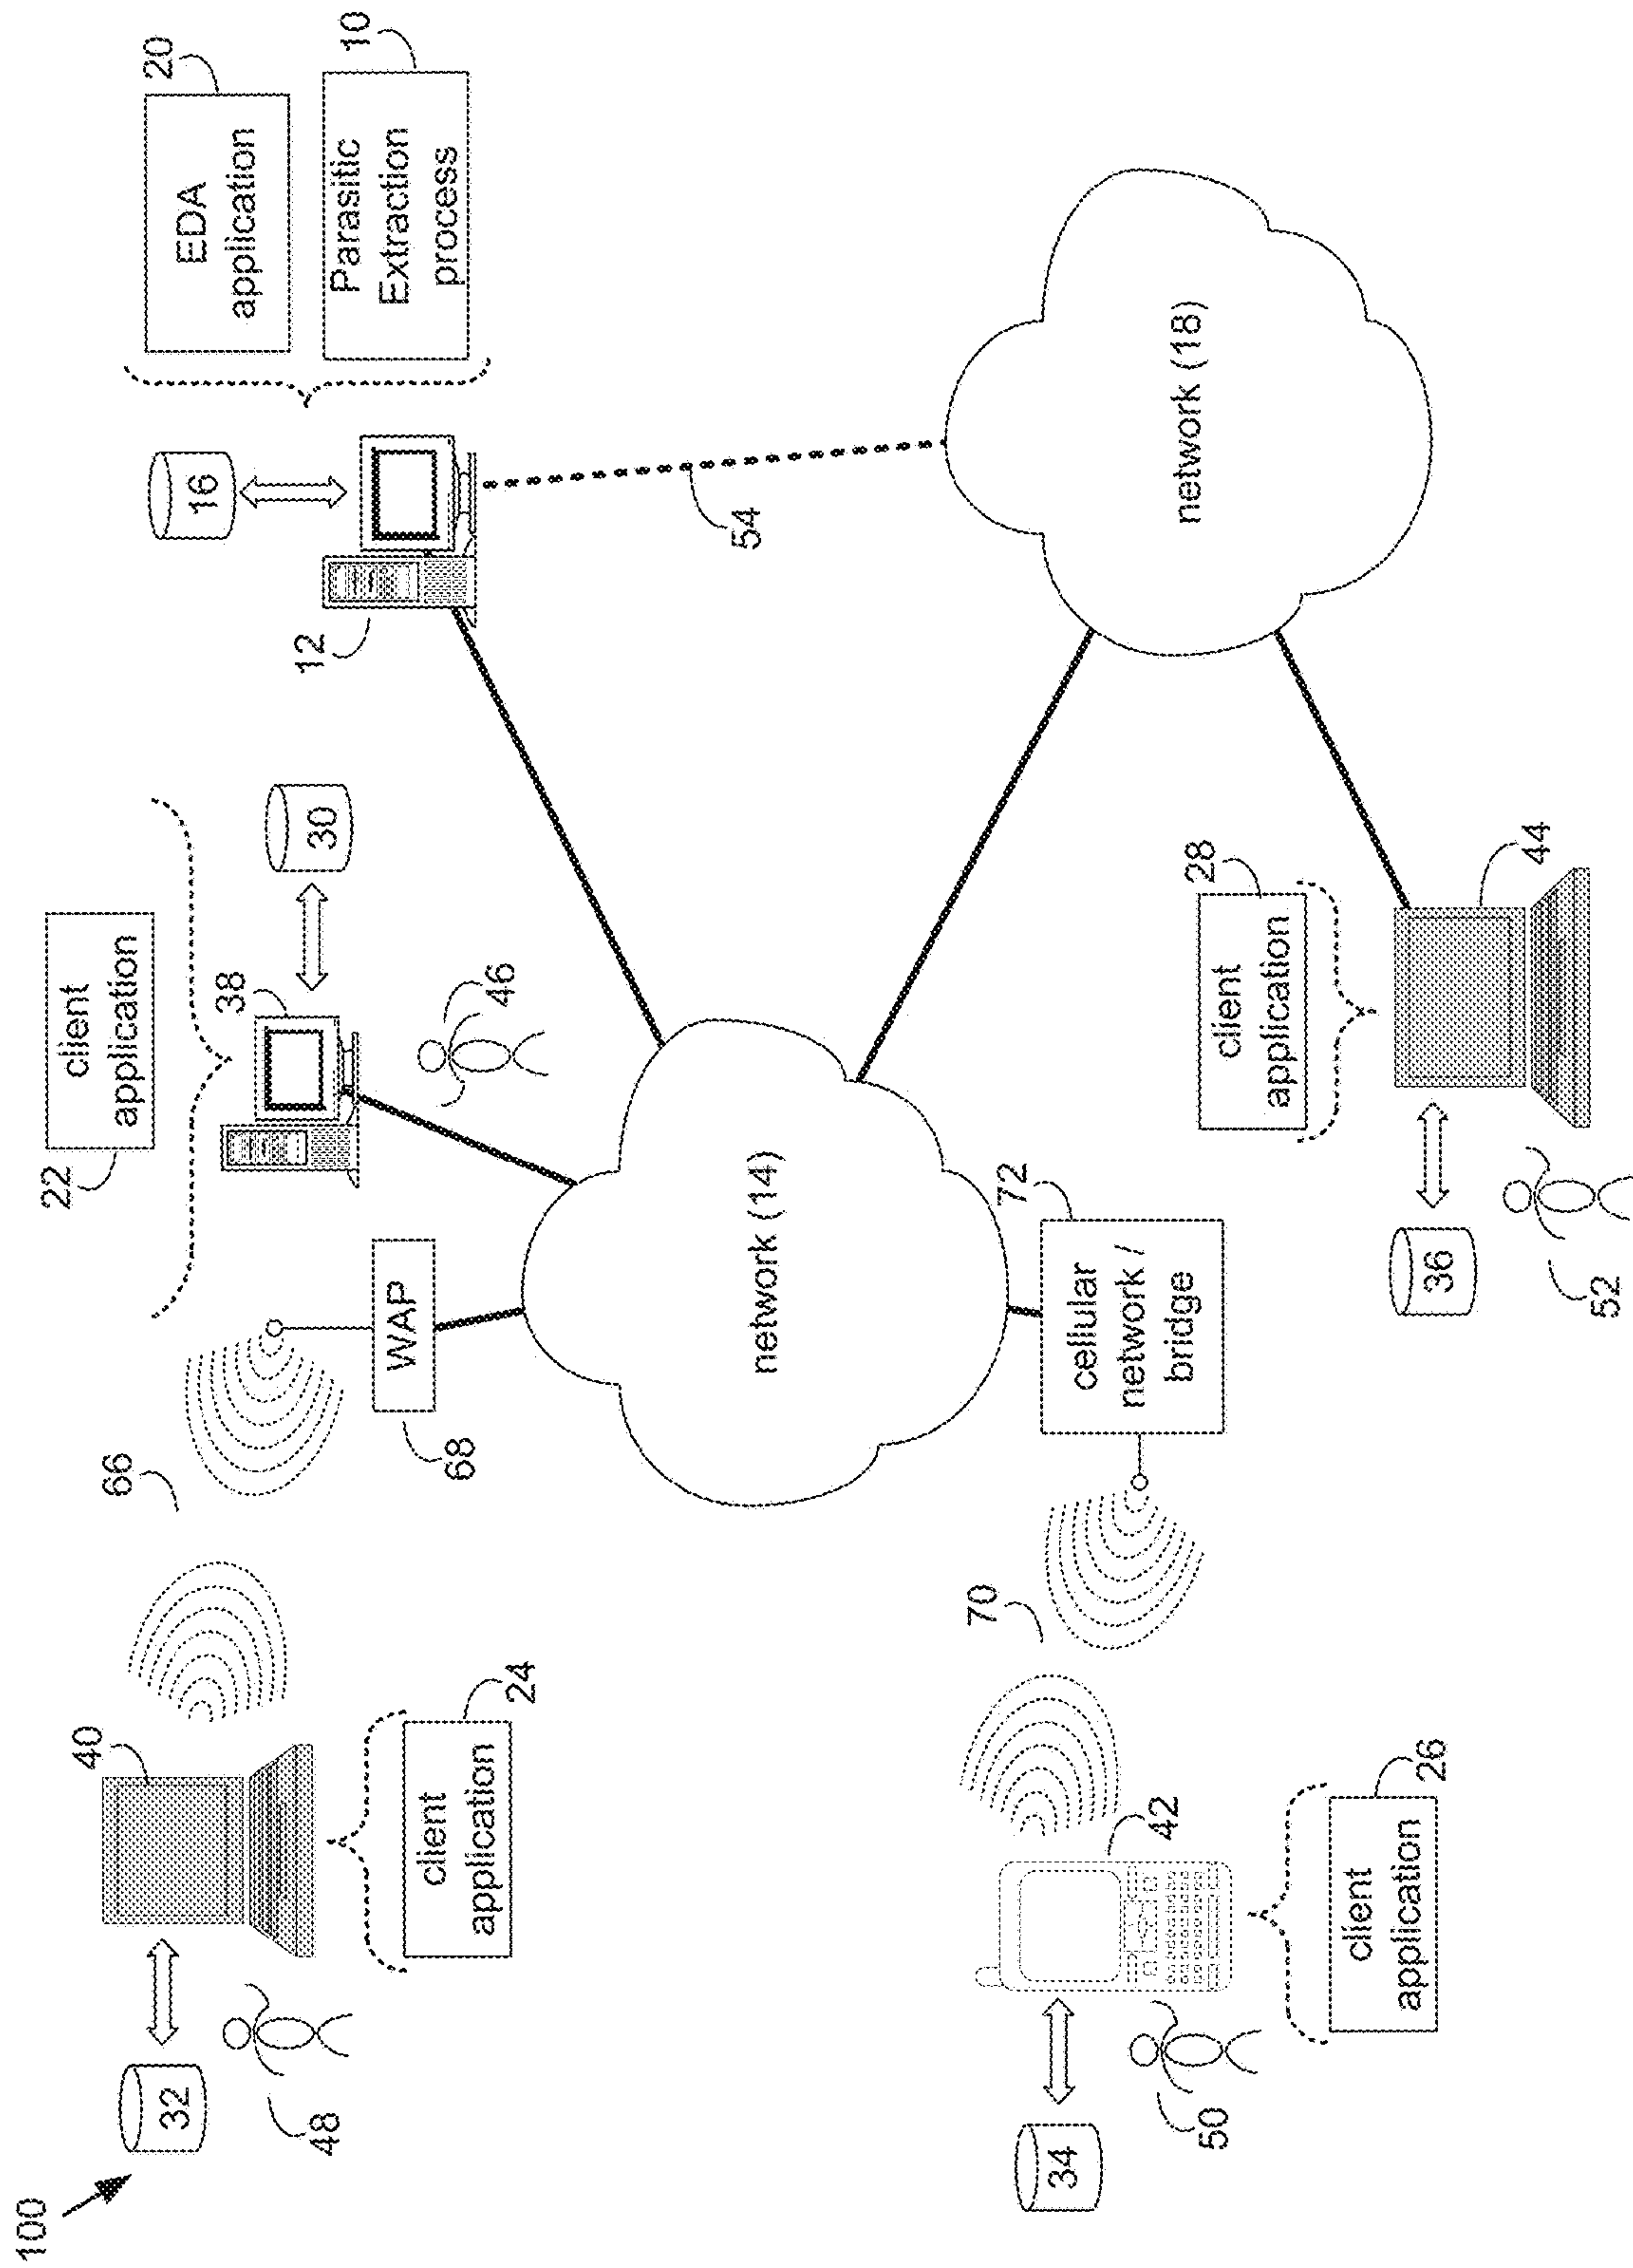 100
32
48
40
client
application
24
66
WAP
68
client
application
22
38
30
46
12
16
EDA
application
20
Parasitic
Extraction
process
10
54
network (14)
network (18)
34
50
42
client
application
26
70
cellular
network /
bridge
72
client
application
28
36
52
44